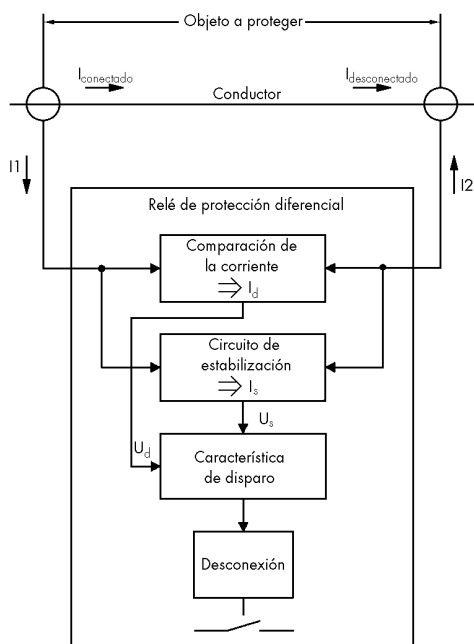 Objeto a proteger
Iconectado
Idesconectado
Conductor
I1
I2
Relé de protección diferencial
Comparación de
la corriente
⇒ Id
Circuito de
estabilización
⇒ Is
Us
Ud
Característica
de disparo
Desconexión